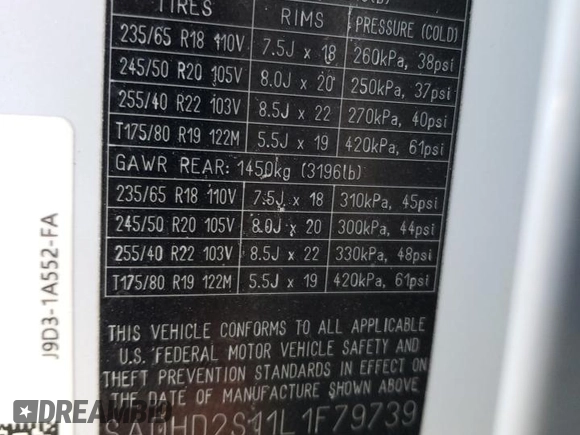 TIRES RIMS PRESSURE (COLD)
235/65 R18 110V 7.5J x 18 260kPa, 38psi
245/50 R20 105V 8.0J x 20 250kPa, 37psi
255/40 R22 103V 8.5J x 22 270kPa, 40psi
T175/80 R19 122M 5.5J x 19 420kPa, 61psi
GAWR REAR: 1450kg (3196lb)
235/65 R18 110V 7.5J x 18 310kPa, 45psi
245/50 R20 105V 8.0J x 20 300kPa, 44psi
255/40 R22 103V 8.5J x 22 330kPa, 48psi
T175/80 R19 122M 5.5J x 19 420kPa, 61psi
THIS VEHICLE CONFORMS TO ALL APPLICABLE
U.S. FEDERAL MOTOR VEHICLE SAFETY AND
THEFT PREVENTION STANDARDS IN EFFECT ON
THE DATE OF MANUFACTURE SHOWN ABOVE
1F79739
J9D3-1A552-FA
DREAMBID